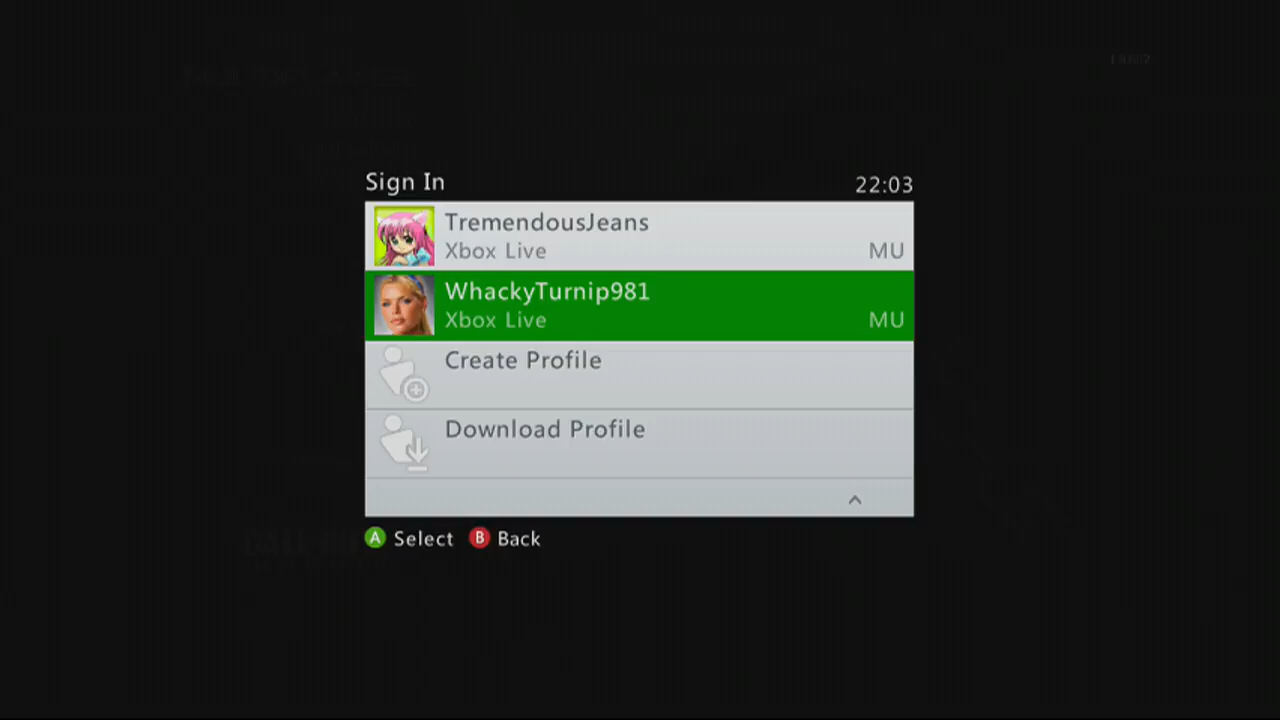 Sign In
22:03
TremendousJeans
Xbox Live
MU
WhackyTurnip981
Xbox Live
MU
Create Profile
Download Profile
A Select B Back